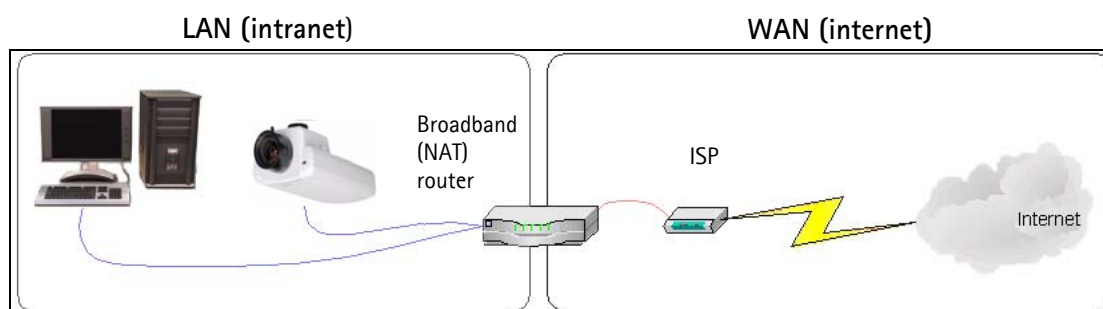 LAN (intranet)
WAN (internet)
Broadband
(NAT)
router
ISP
Internet